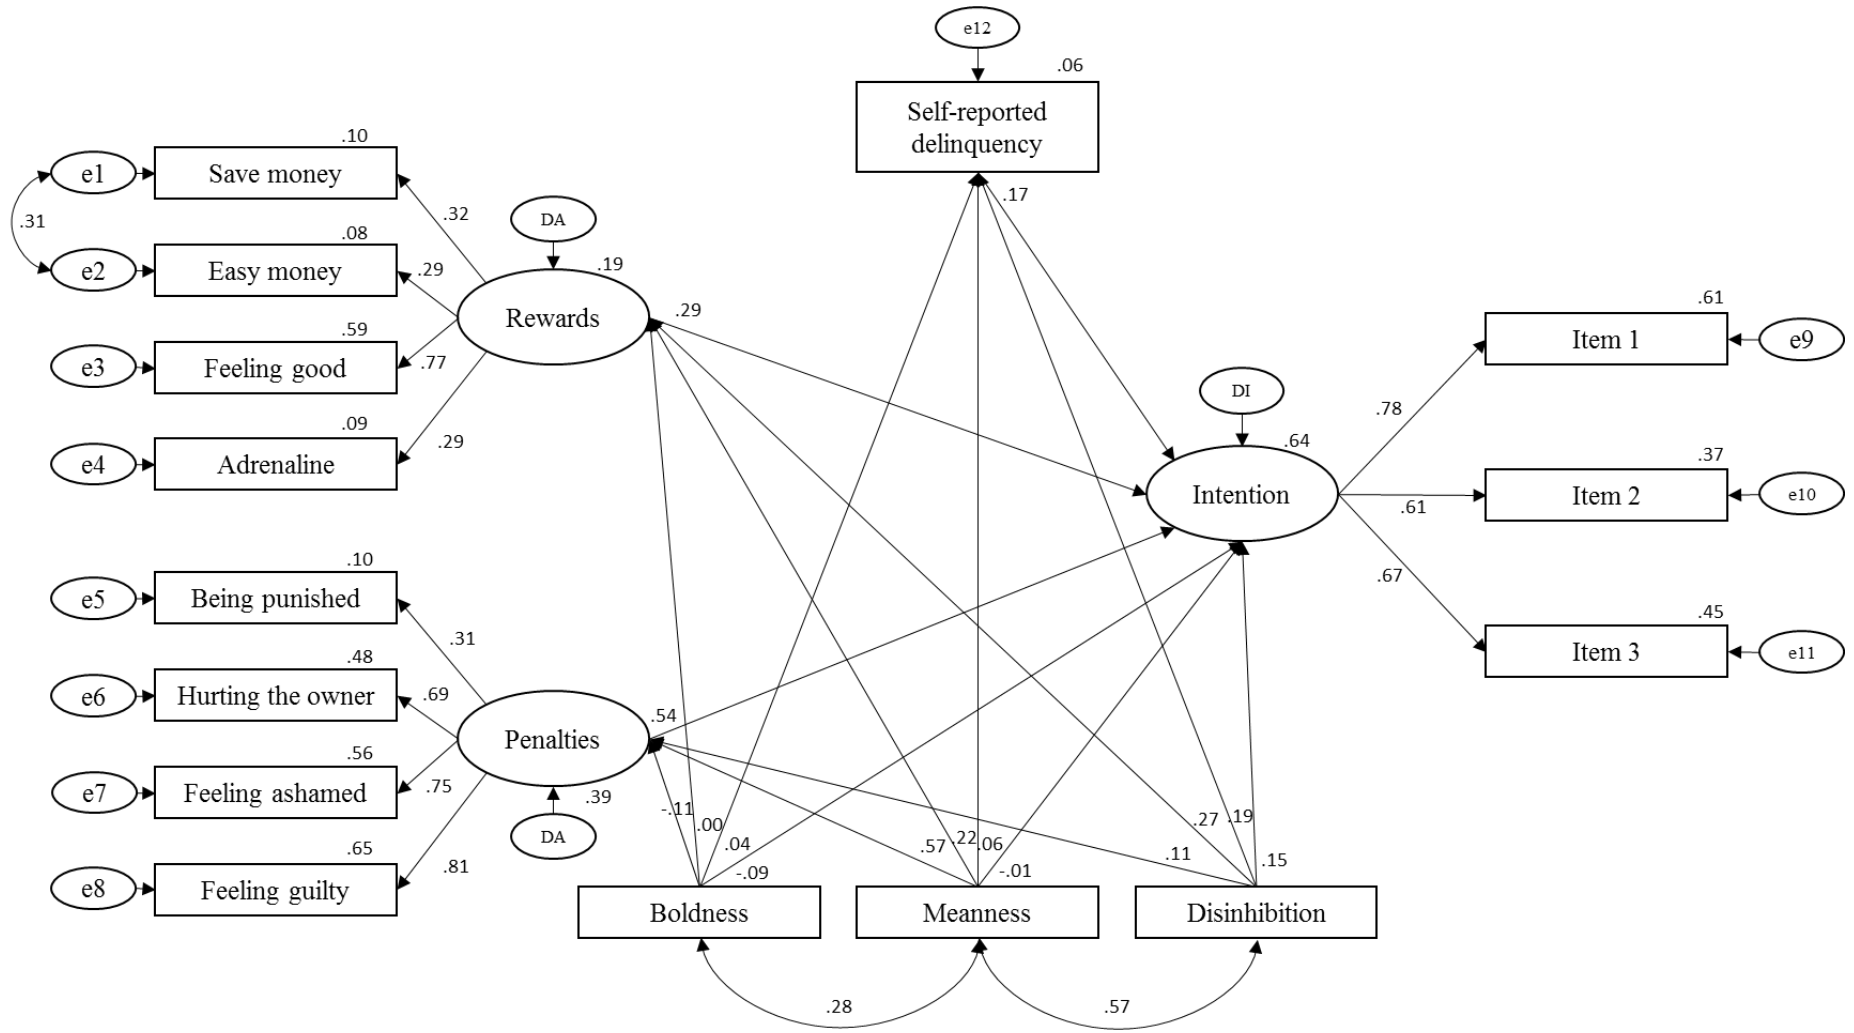 e12
.06
Self-reported
delinquency
.17
.10
e1
Save money
.31
.32
.08
e2
Easy money
.29
.59
e3
Feeling good
.77
.09
e4
Adrenaline
.29
DA
.19
Rewards
.29
.10
e5
Being punished
.31
.48
e6
Hurting the owner
.69
.56
e7
Feeling ashamed
.75
.65
e8
Feeling guilty
.81
.54
Penalties
.39
DA
DI
.64
Intention
.78
.61
.67
.61
Item 1
e9
.37
Item 2
e10
.45
Item 3
e11
-.11
.00
.04
-.09
.57
.22
.06
-.01
.11
.27
.19
.15
Boldness
Meanness
Disinhibition
.28
.57